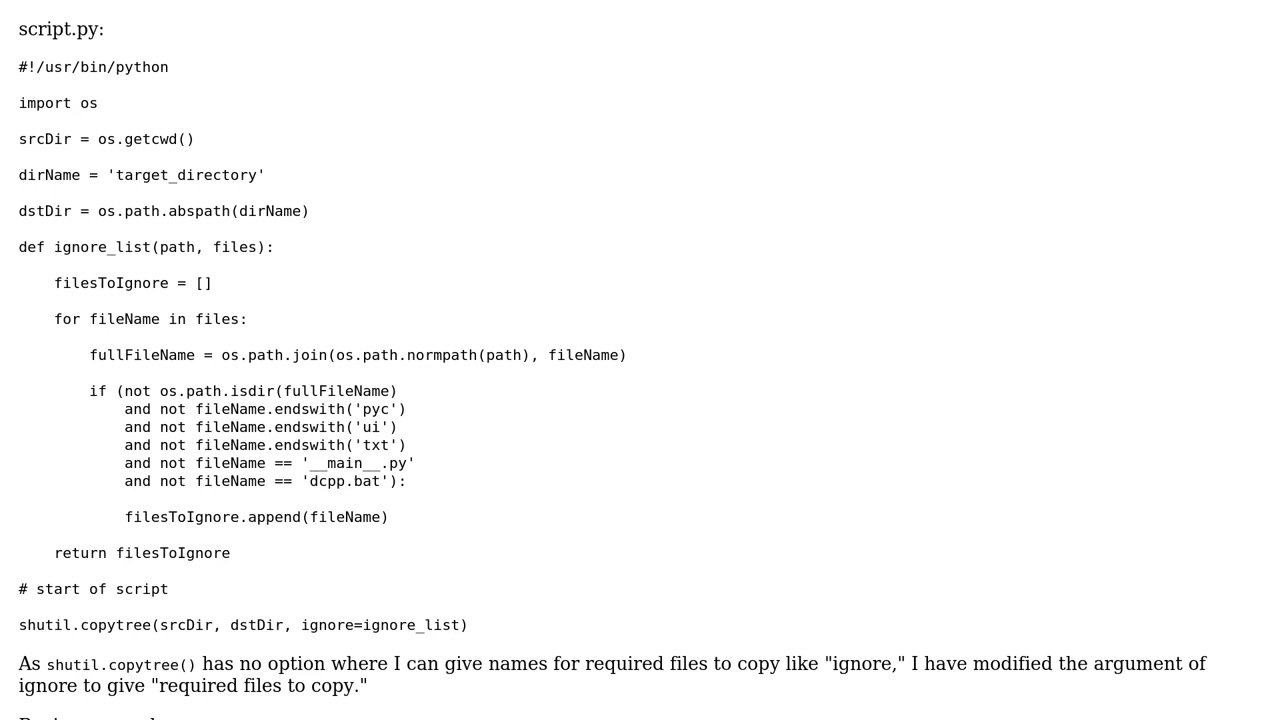 script.py:
#!/usr/bin/python
import os
srcDir = os.getcwd()
dirName = 'target_directory'
dstDir = os.path.abspath(dirName)
def ignore_list(path, files):
    filesToIgnore = []
    for fileName in files:
        fullFileName = os.path.join(os.path.normpath(path), fileName)
        if (not os.path.isdir(fullFileName)
            and not fileName.endswith('pyc')
            and not fileName.endswith('ui')
            and not fileName.endswith('txt')
            and not fileName == '__main__.py'
            and not fileName == 'dcpp.bat'):
            filesToIgnore.append(fileName)
    return filesToIgnore
# start of script
shutil.copytree(srcDir, dstDir, ignore=ignore_list)
As shutil.copytree() has no option where I can give names for required files to copy like "ignore," I have modified the argument of
ignore to give "required files to copy."